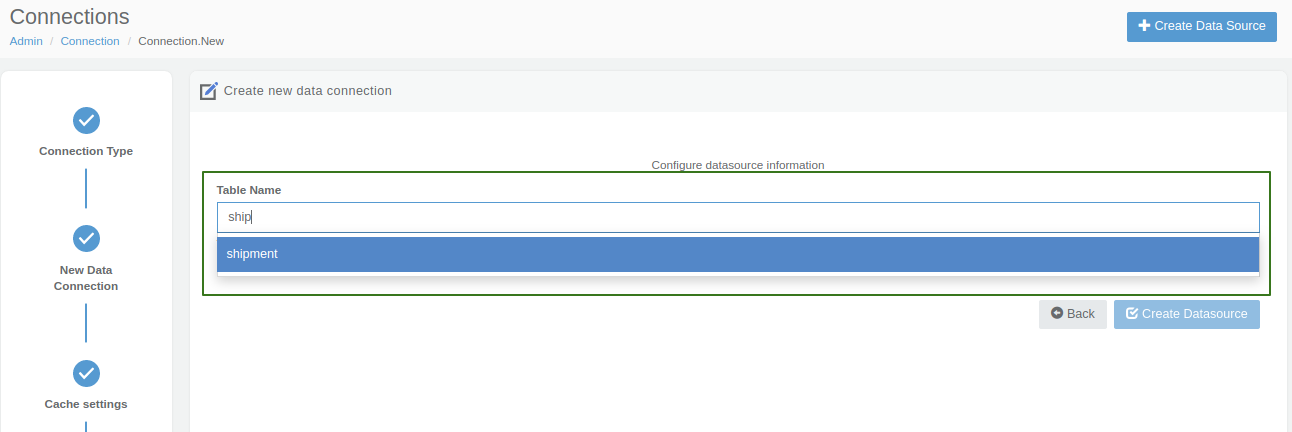 Connections
Admin / Connection / Connection.New
Create Data Source
Connection Type
New Data
Connection
Cache settings
Create new data connection
Configure datasource information
Table Name
ship
shipment
Back
Create Datasource